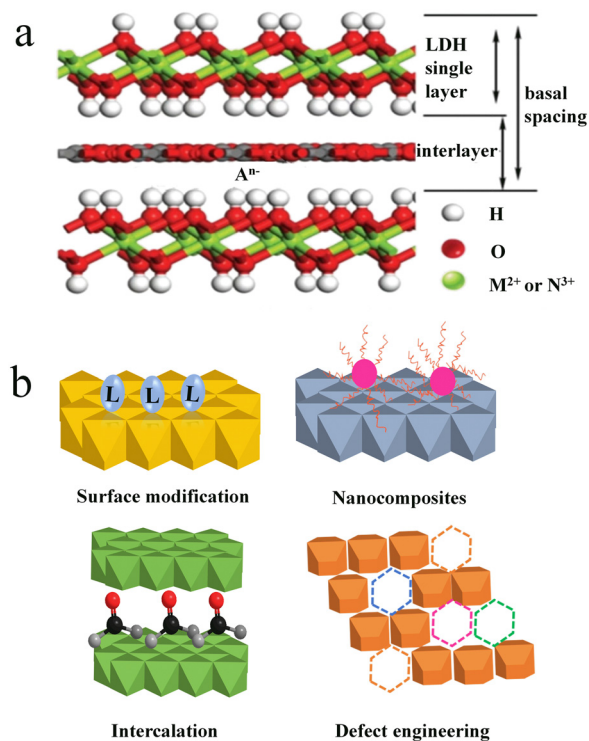 a
LDH
single
layer
basal
spacing
interlayer
Aⁿ⁻
H
O
M²⁺ or N³⁺
b
L L L
Surface modification
Nanocomposites
Intercalation
Defect engineering